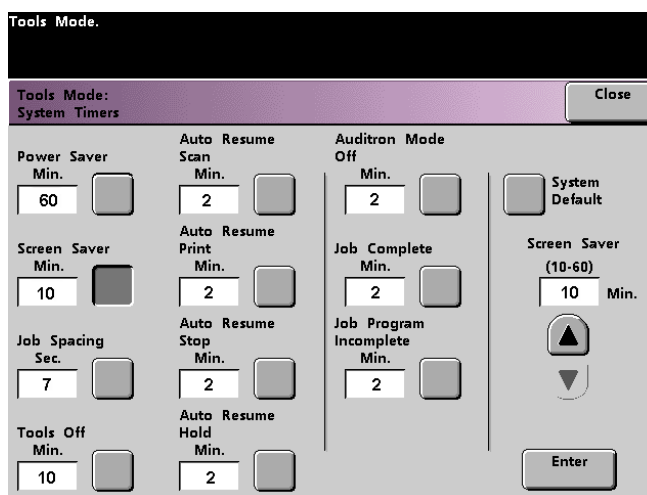 Tools Mode.
Tools Mode:
System Timers
Close
Power Saver
Min.
60
Screen Saver
Min.
10
Job Spacing
Sec.
7
Tools Off
Min.
10
Auto Resume
Scan
Min.
2
Auto Resume
Print
Min.
2
Auto Resume
Stop
Min.
2
Auto Resume
Hold
Min.
2
Auditron Mode
Off
Min.
2
Job Complete
Min.
2
Job Program
Incomplete
Min.
2
System
Default
Screen Saver
(10-60)
10 Min.
Enter